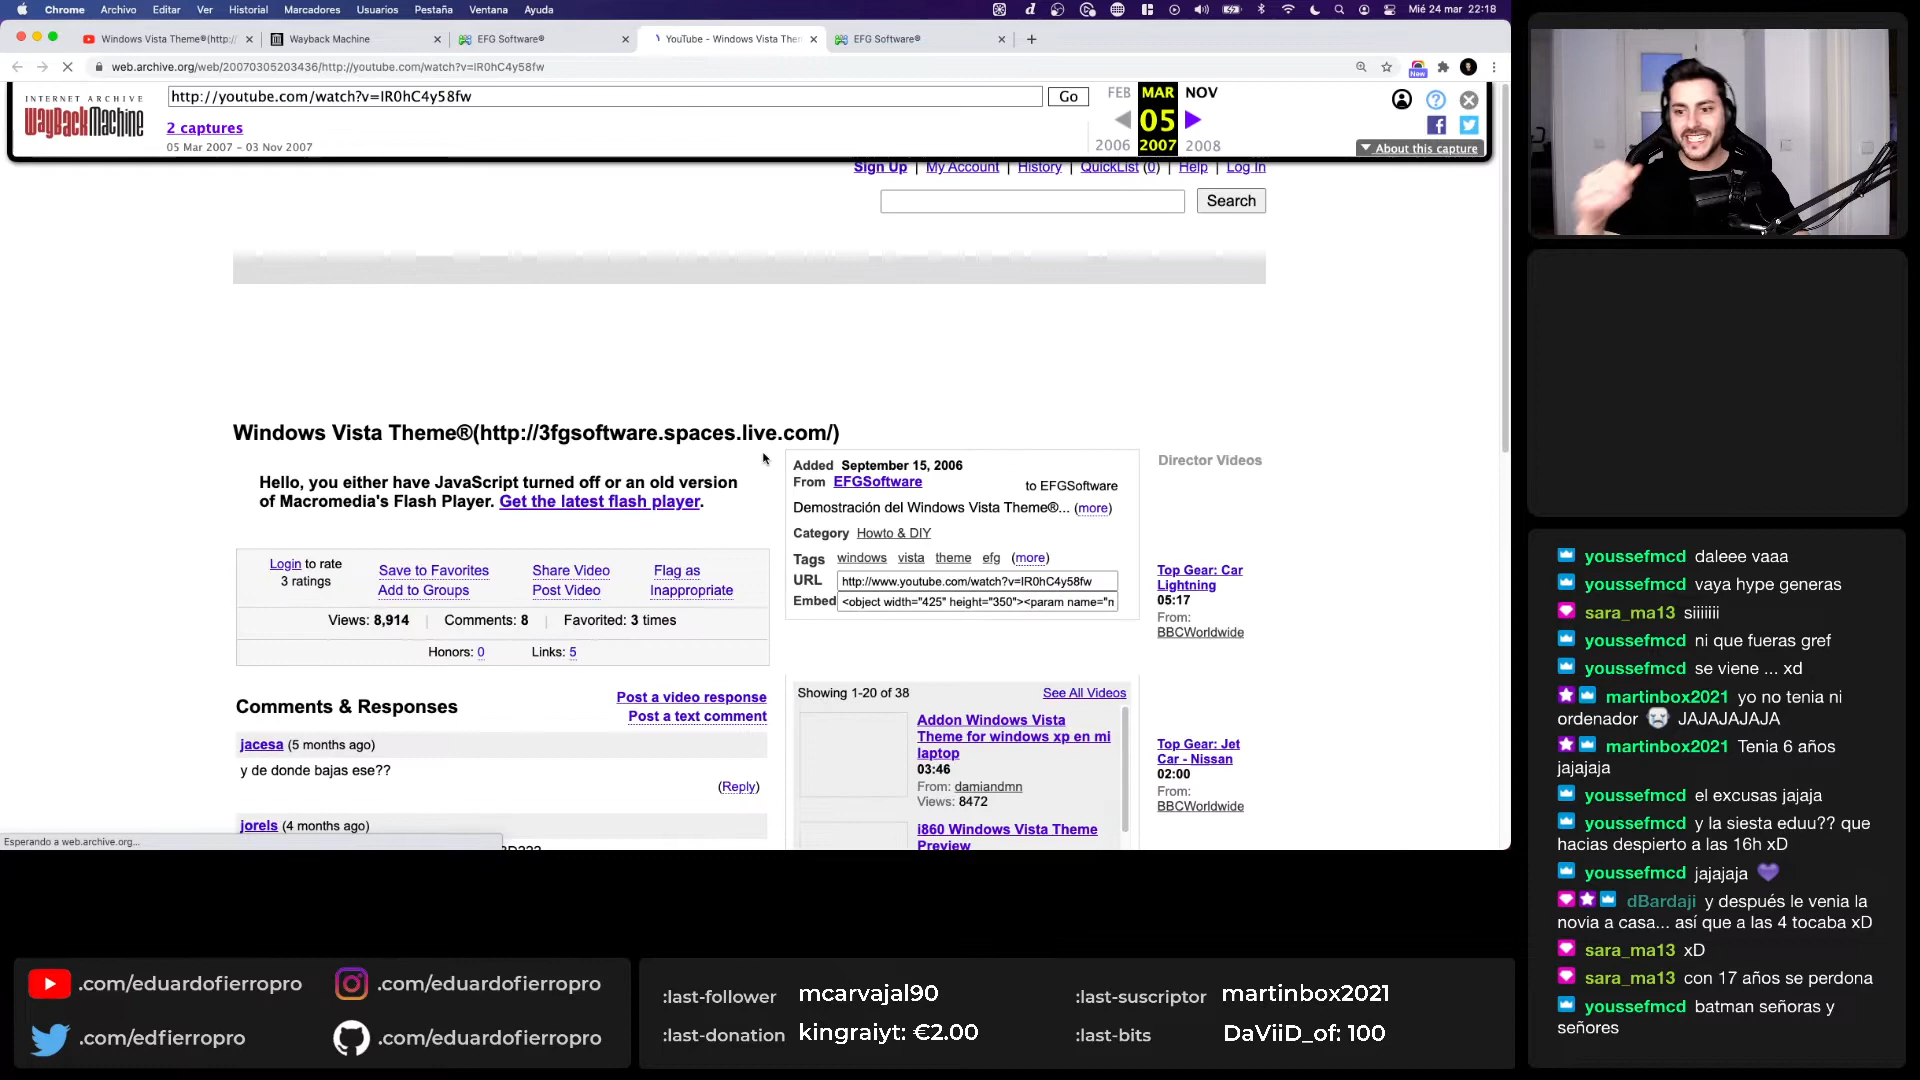 Chrome Archivo Editar Ver Historial Marcadores Usuarios Pestaña Ventana Ayuda
Mié 24 mar 22:18
Windows Vista Theme®(http:/
Wayback Machine
EFG Software®
YouTube - Windows Vista Then
EFG Software®
web.archive.org/web/20070305203436/http://youtube.com/watch?v=lR0hC4y58fw
New
INTERNET ARCHIVE
WayBackMachine
http://youtube.com/watch?v=lR0hC4y58fw
Go
FEB MAR NOV
2 captures
05
05 Mar 2007 – 03 Nov 2007
2006 2007 2008
About this capture
Sign Up | My Account | History | QuickList (0) | Help | Log In
Search
Windows Vista Theme®(http://3fgsoftware.spaces.live.com/)
Hello, you either have JavaScript turned off or an old version
of Macromedia's Flash Player. Get the latest flash player.
Login to rate
3 ratings
Save to Favorites
Add to Groups
Share Video
Post Video
Flag as
Inappropriate
Views: 8,914 | Comments: 8 | Favorited: 3 times
Honors: 0 Links: 5
Comments & Responses
Post a video response
Post a text comment
jacesa (5 months ago)
y de donde bajas ese??
(Reply)
jorels (4 months ago)
Esperando a web.archive.org...
Added September 15, 2006
From EFGSoftware
to EFGSoftware
Demostración del Windows Vista Theme®... (more)
Category Howto & DIY
Tags windows vista theme efg (more)
URL http://www.youtube.com/watch?v=lR0hC4y58fw
Embed <object width="425" height="350"><param name="n
Showing 1-20 of 38
See All Videos
Addon Windows Vista
Theme for windows xp en mi
laptop
03:46
From: damiandmn
Views: 8472
i860 Windows Vista Theme
Preview
Director Videos
Top Gear: Car
Lightning
05:17
From:
BBCWorldwide
Top Gear: Jet
Car - Nissan
02:00
From:
BBCWorldwide
youssefmcd daleee vaaa
youssefmcd vaya hype generas
sara_ma13 siiiiiii
youssefmcd ni que fueras gref
youssefmcd se viene ... xd
martinbox2021 yo no tenia ni
ordenador JAJAJAJAJA
martinbox2021 Tenia 6 años
jajajaja
youssefmcd el excusas jajaja
youssefmcd y la siesta eduu?? que
hacias despierto a las 16h xD
youssefmcd jajajaja
dBardaji y después le venia la
novia a casa... así que a las 4 tocaba xD
sara_ma13 xD
sara_ma13 con 17 años se perdona
youssefmcd batman señoras y
señores
.com/eduardofierropro
.com/eduardofierropro
.com/edfierropro
.com/eduardofierropro
:last-follower mcarvajal90
:last-suscriptor martinbox2021
:last-donation kingraiyt: €2.00
:last-bits DaViiD_of: 100